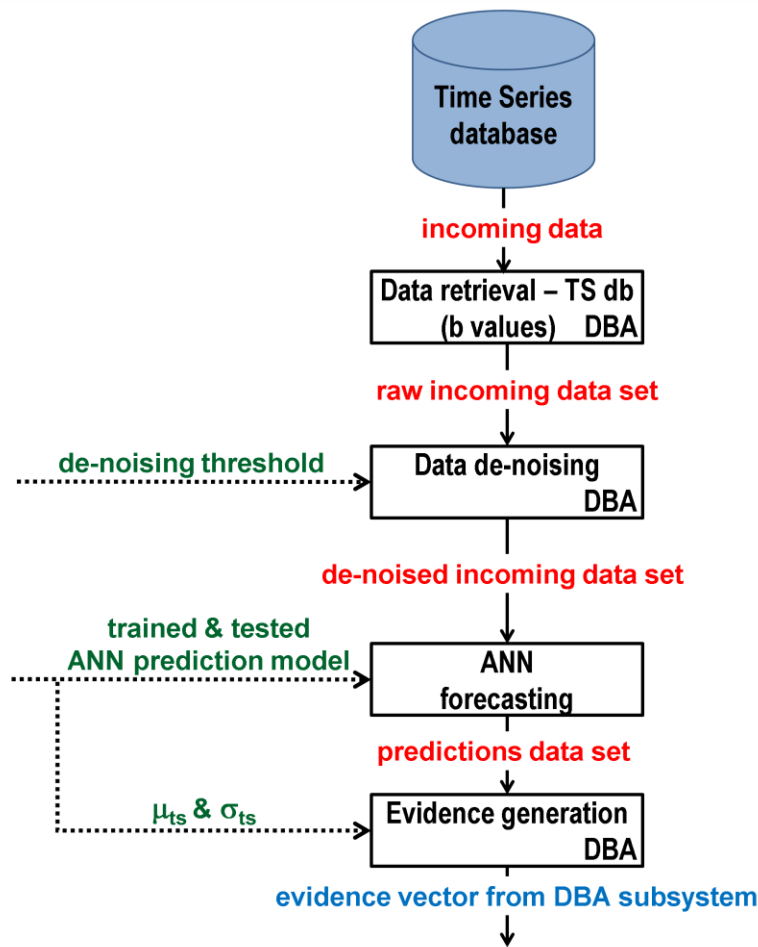 Time Series
database
incoming data
Data retrieval – TS db
(b values) DBA
raw incoming data set
de-noising threshold
Data de-noising
DBA
de-noised incoming data set
trained & tested
ANN prediction model
ANN
forecasting
predictions data set
μts & σts
Evidence generation
DBA
evidence vector from DBA subsystem